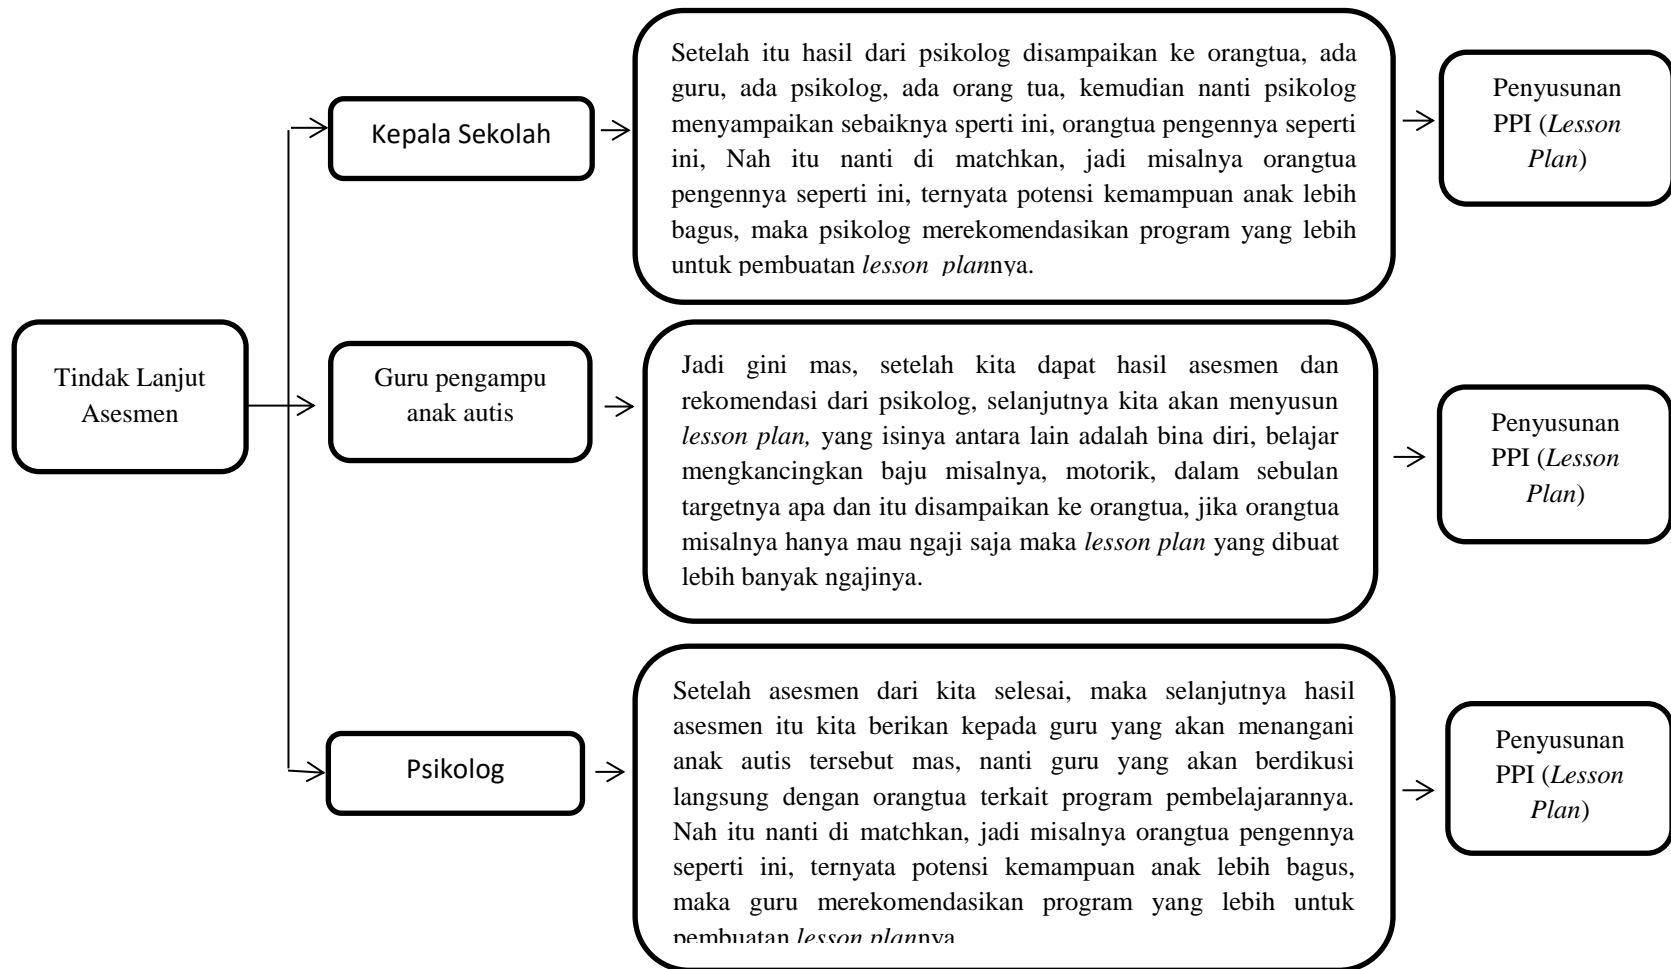 Tindak Lanjut
Asesmen
Kepala Sekolah
Setelah itu hasil dari psikolog disampaikan ke orangtua, ada
guru, ada psikolog, ada orang tua, kemudian nanti psikolog
menyampaikan sebaiknya sperti ini, orangtua pengennya seperti
ini, Nah itu nanti di matchkan, jadi misalnya orangtua
pengennya seperti ini, ternyata potensi kemampuan anak lebih
bagus, maka psikolog merekomendasikan program yang lebih
untuk pembuatan lesson plannya.
Penyusunan
PPI (Lesson
Plan)
Guru pengampu
anak autis
Jadi gini mas, setelah kita dapat hasil asesmen dan
rekomendasi dari psikolog, selanjutnya kita akan menyusun
lesson plan, yang isinya antara lain adalah bina diri, belajar
mengkancingkan baju misalnya, motorik, dalam sebulan
targetnya apa dan itu disampaikan ke orangtua, jika orangtua
misalnya hanya mau ngaji saja maka lesson plan yang dibuat
lebih banyak ngajinya.
Penyusunan
PPI (Lesson
Plan)
Psikolog
Setelah asesmen dari kita selesai, maka selanjutnya hasil
asesmen itu kita berikan kepada guru yang akan menangani
anak autis tersebut mas, nanti guru yang akan berdikusi
langsung dengan orangtua terkait program pembelajarannya.
Nah itu nanti di matchkan, jadi misalnya orangtua pengennya
seperti ini, ternyata potensi kemampuan anak lebih bagus,
maka guru merekomendasikan program yang lebih untuk
pembuatan lesson plannya
Penyusunan
PPI (Lesson
Plan)